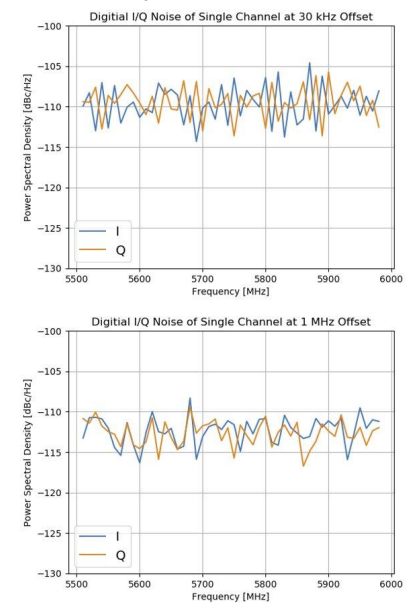 Digitial I/Q Noise of Single Channel at 30 kHz Offset
Power Spectral Density [dBc/Hz]
−100
−105
−110
−115
−120
−125
−130
I
Q
5500 5600 5700 5800 5900 6000
Frequency [MHz]
Digitial I/Q Noise of Single Channel at 1 MHz Offset
Power Spectral Density [dBc/Hz]
−100
−105
−110
−115
−120
−125
−130
I
Q
5500 5600 5700 5800 5900 6000
Frequency [MHz]